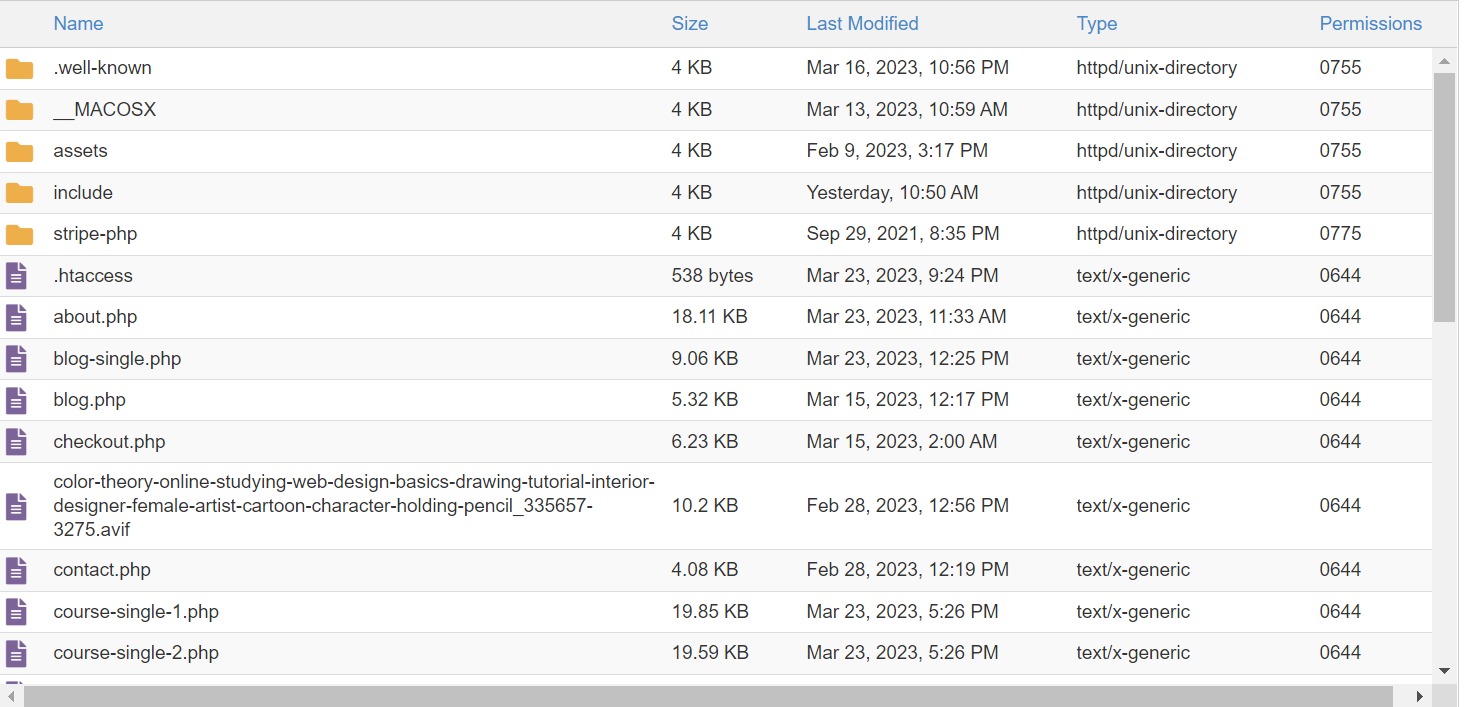 Name Size Last Modified Type Permissions
.well-known 4 KB Mar 16, 2023, 10:56 PM httpd/unix-directory 0755
__MACOSX 4 KB Mar 13, 2023, 10:59 AM httpd/unix-directory 0755
assets 4 KB Feb 9, 2023, 3:17 PM httpd/unix-directory 0755
include 4 KB Yesterday, 10:50 AM httpd/unix-directory 0755
stripe-php 4 KB Sep 29, 2021, 8:35 PM httpd/unix-directory 0775
.htaccess 538 bytes Mar 23, 2023, 9:24 PM text/x-generic 0644
about.php 18.11 KB Mar 23, 2023, 11:33 AM text/x-generic 0644
blog-single.php 9.06 KB Mar 23, 2023, 12:25 PM text/x-generic 0644
blog.php 5.32 KB Mar 15, 2023, 12:17 PM text/x-generic 0644
checkout.php 6.23 KB Mar 15, 2023, 2:00 AM text/x-generic 0644
color-theory-online-studying-web-design-basics-drawing-tutorial-interior-
designer-female-artist-cartoon-character-holding-pencil_335657- 10.2 KB Feb 28, 2023, 12:56 PM text/x-generic 0644
3275.avif
contact.php 4.08 KB Feb 28, 2023, 12:19 PM text/x-generic 0644
course-single-1.php 19.85 KB Mar 23, 2023, 5:26 PM text/x-generic 0644
course-single-2.php 19.59 KB Mar 23, 2023, 5:26 PM text/x-generic 0644